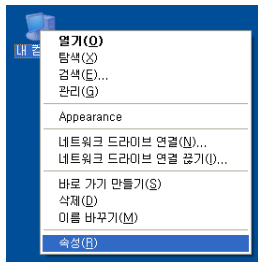 내 컴
열기(O)
탐색(X)
검색(E)...
관리(G)
Appearance
네트워크 드라이브 연결(N)...
네트워크 드라이브 연결 끊기(I)...
바로 가기 만들기(S)
삭제(D)
이름 바꾸기(M)
속성(R)